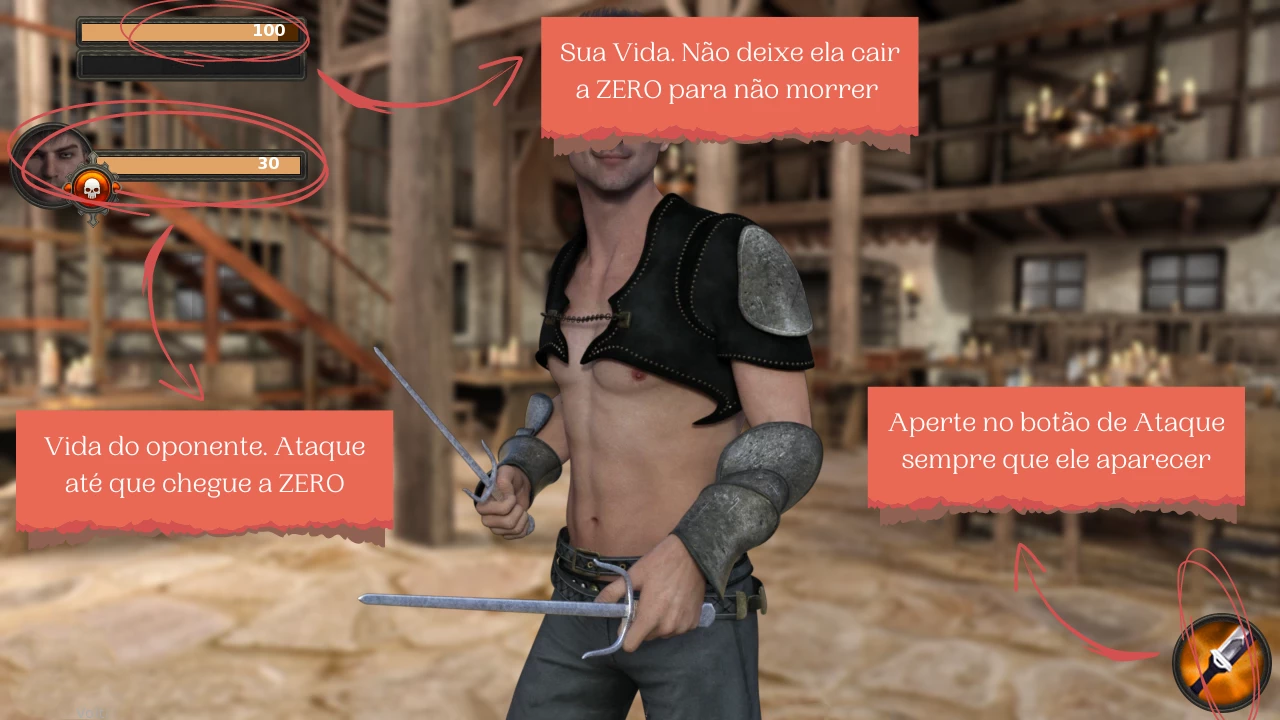 100
Sua Vida. Não deixe ela cair
a ZERO para não morrer
30
Vida do oponente. Ataque
até que chegue a ZERO
Aperte no botão de Ataque
sempre que ele aparecer